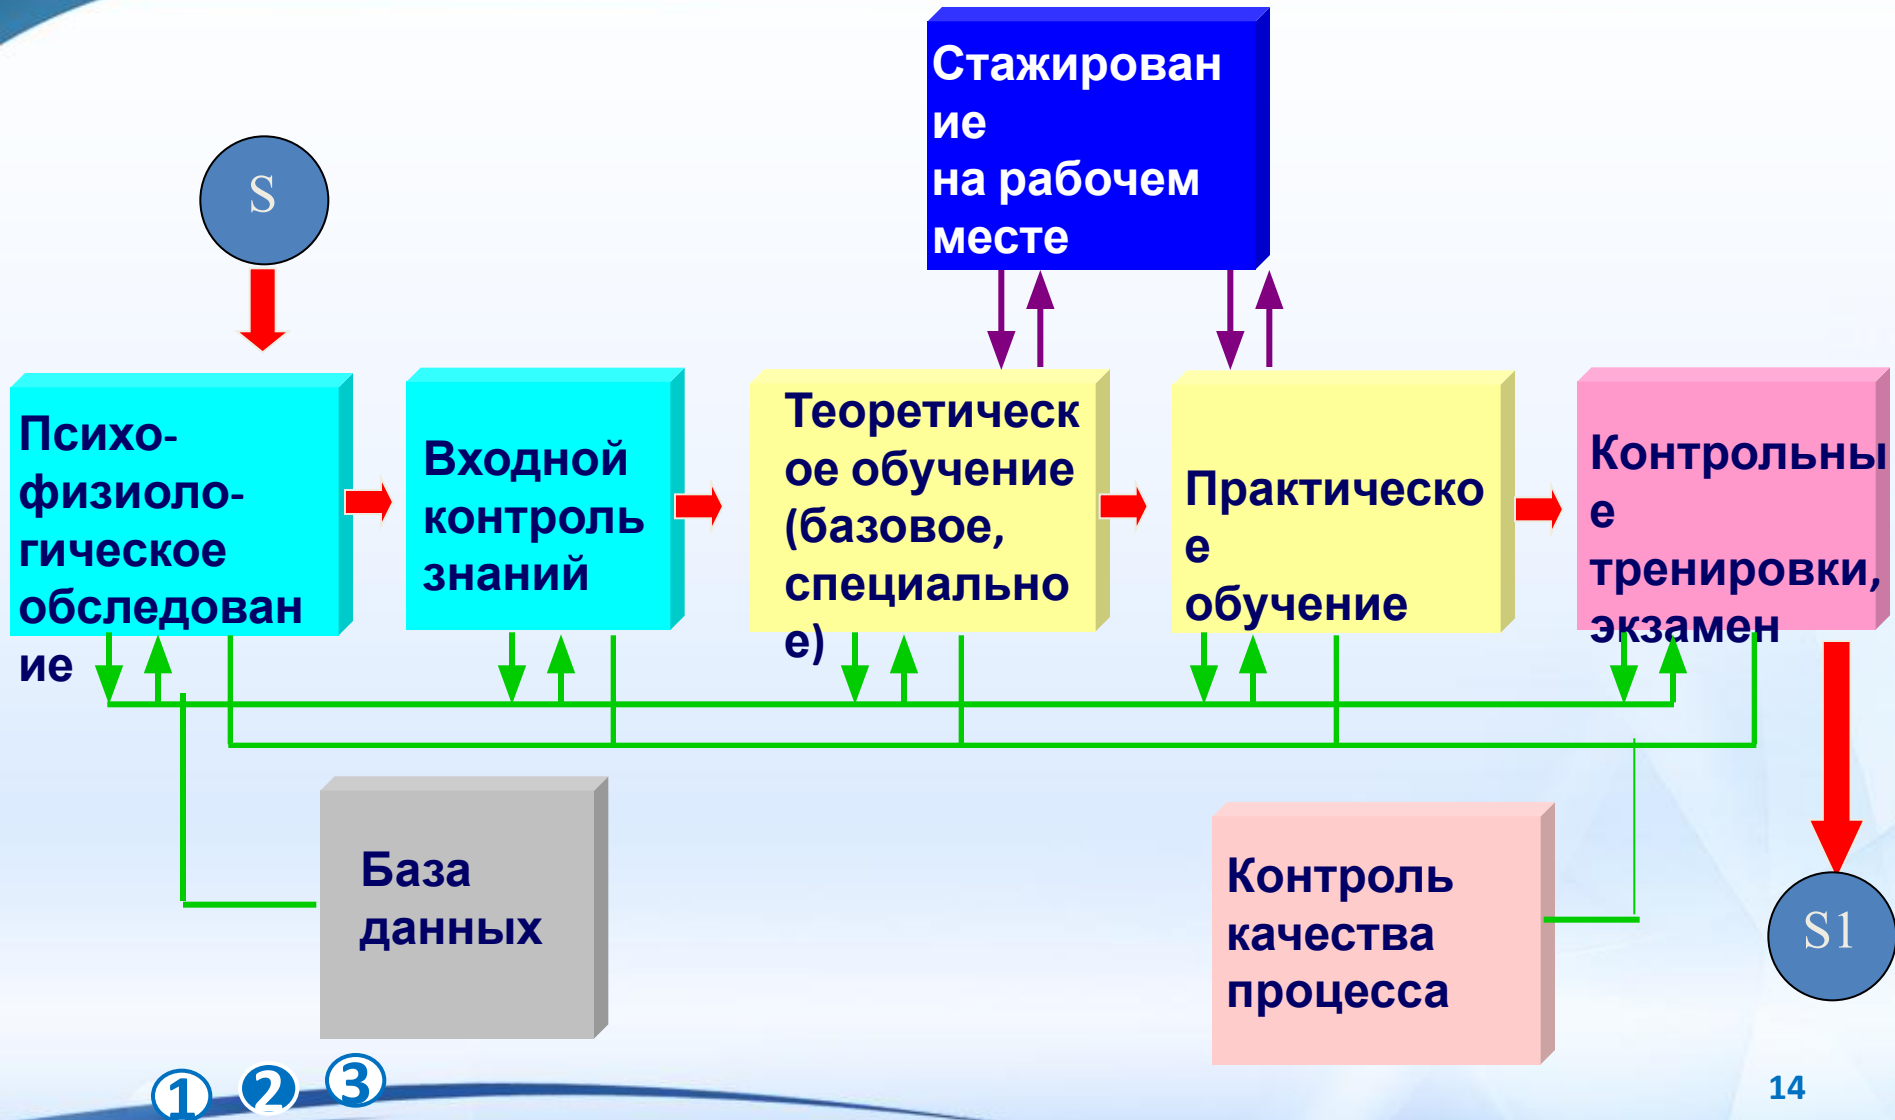 Стажирован
ие
на рабочем
месте
S
Психо-
физиоло-
гическое
обследован
ие
Входной
контроль
знаний
Теоретическ
ое обучение
(базовое,
специально
е)
Практическо
е
обучение
Контрольны
е
тренировки,
экзамен
База
данных
Контроль
качества
процесса
S1
1
2
3
14